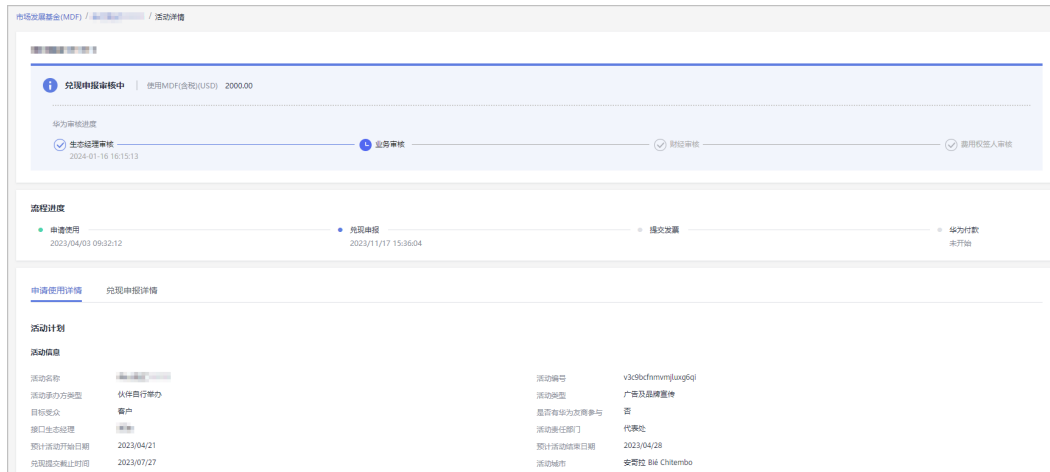 市场发展基金(MDF) / / 活动详情
兑现申报审核中 使用MDF(含税)(USD) 2000.00
华为审核进度
生态经理审核 业务审核 财经审核 费用权签人审核
2024-01-16 16:15:13
流程进度
申请使用 兑现申报 提交发票 华为付款
2023/04/03 09:32:12 2023/11/17 15:36:04 未开始
申请使用详情 兑现申报详情
活动计划
活动信息
活动名称 活动编号 v3c9bcfnmvmjluxg6qi
活动承办方类型 伙伴自行举办 活动类型 广告及品牌宣传
目标受众 客户 是否有华为友商参与 否
接口生态经理 活动责任部门 代表处
预计活动开始日期 2023/04/21 预计活动结束日期 2023/04/28
兑现提交截止时间 2023/07/27 活动城市 安哥拉 Bié Chitembo